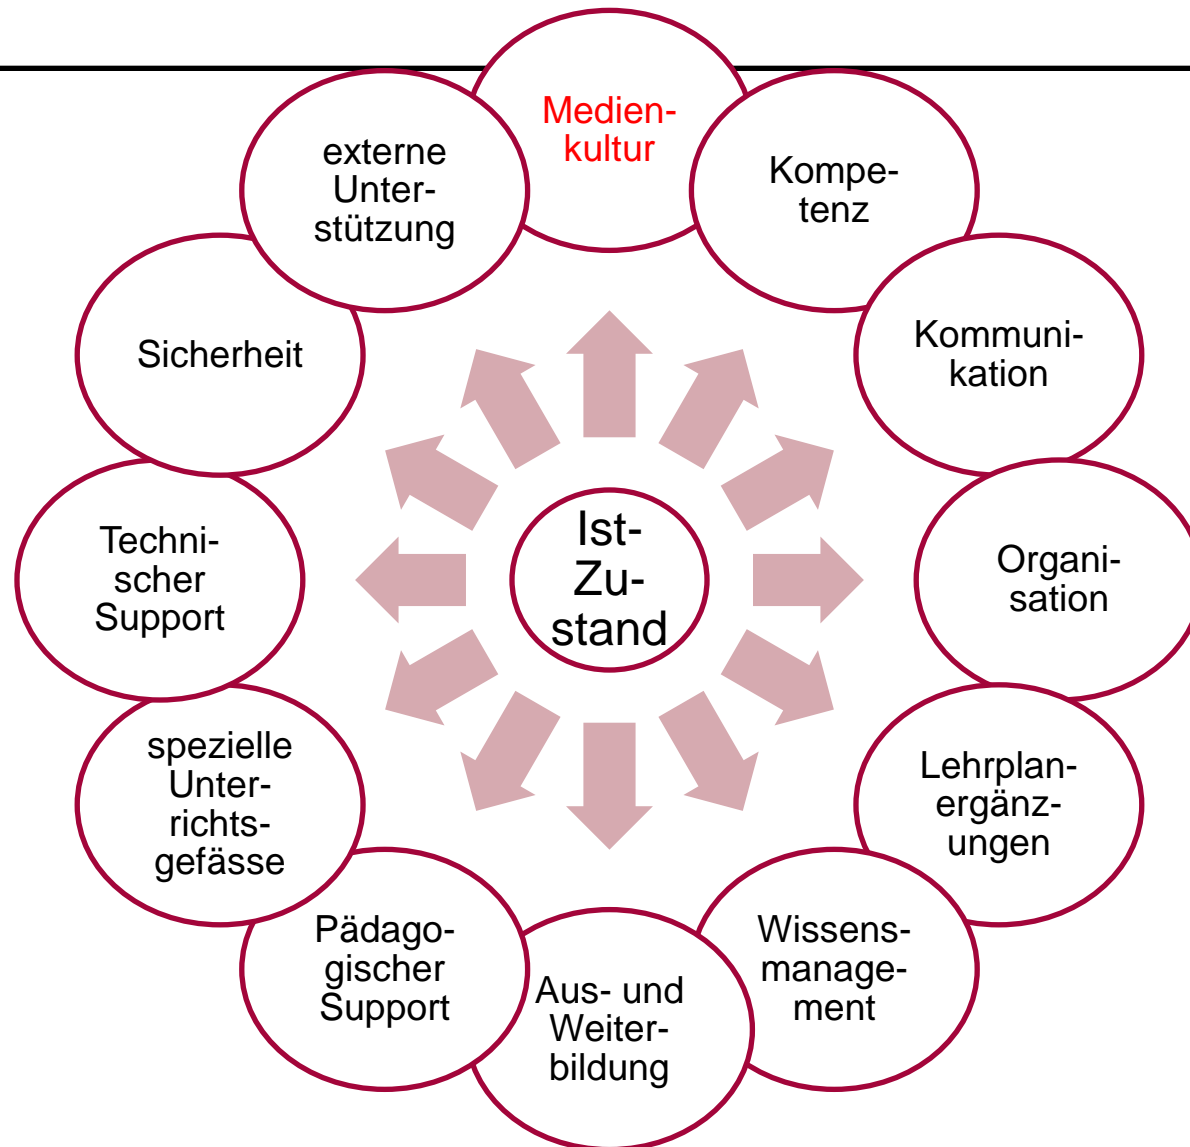 Medien-
kultur
Kompe-
tenz
Kommuni-
kation
Organi-
sation
Lehrplan-
ergänz-
ungen
Wissens-
manage-
ment
Aus- und
Weiter-
bildung
Pädago-
gischer
Support
spezielle
Unter-
richts-
gefässe
Techni-
scher
Support
Sicherheit
externe
Unter-
stützung
Ist-
Zu-
stand